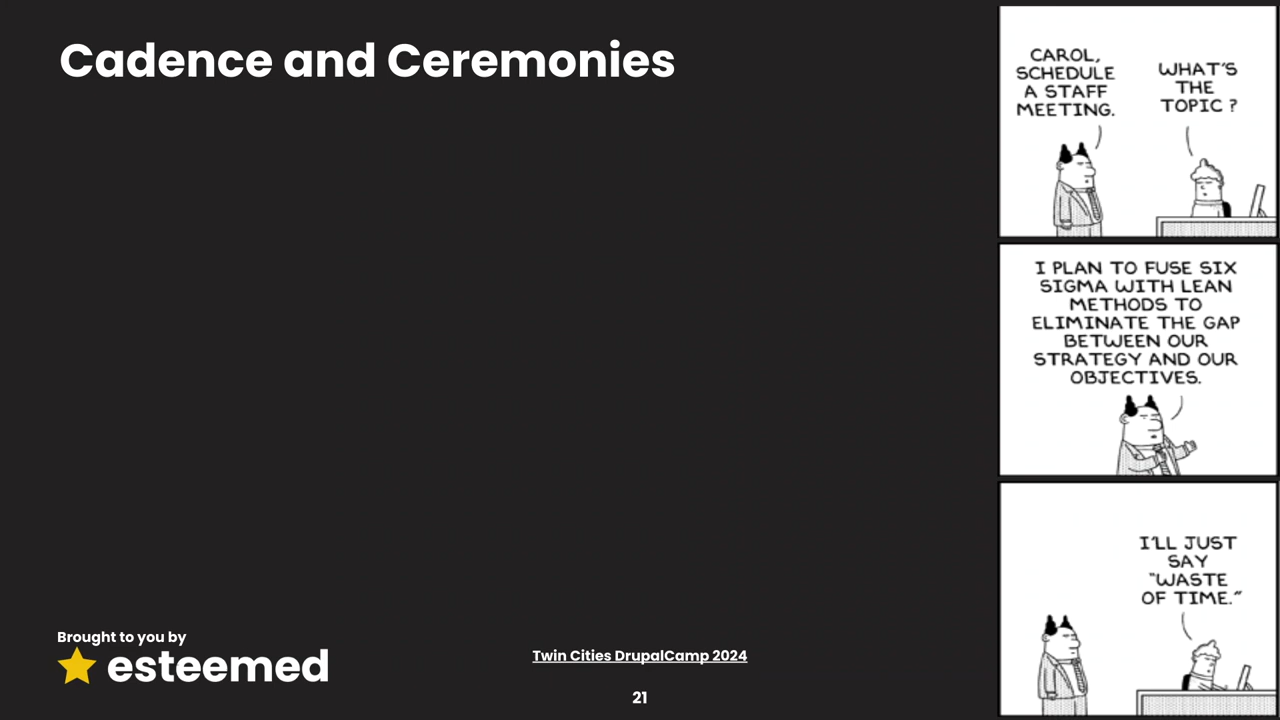 Cadence and Ceremonies
CAROL,
SCHEDULE
A STAFF
MEETING.
WHAT'S
THE
TOPIC ?
I PLAN TO FUSE SIX
SIGMA WITH LEAN
METHODS TO
ELIMINATE THE GAP
BETWEEN OUR
STRATEGY AND OUR
OBJECTIVES.
I'LL JUST
SAY
"WASTE
OF TIME."
Brought to you by
esteemed
Twin Cities DrupalCamp 2024
21